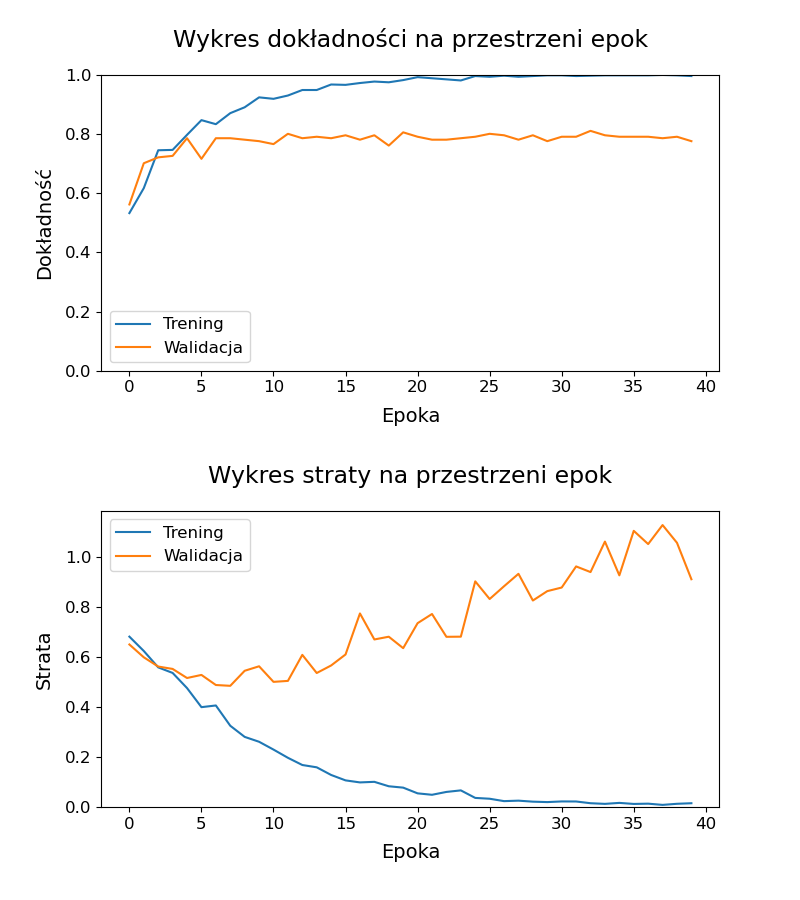 Wykres dokładności na przestrzeni epok
1.0
0.8
0.6
0.4
0.2
0.0
Dokładność
Trening
Walidacja
0 5 10 15 20 25 30 35 40
Epoka
Wykres straty na przestrzeni epok
1.0
0.8
0.6
0.4
0.2
0.0
Strata
Trening
Walidacja
0 5 10 15 20 25 30 35 40
Epoka